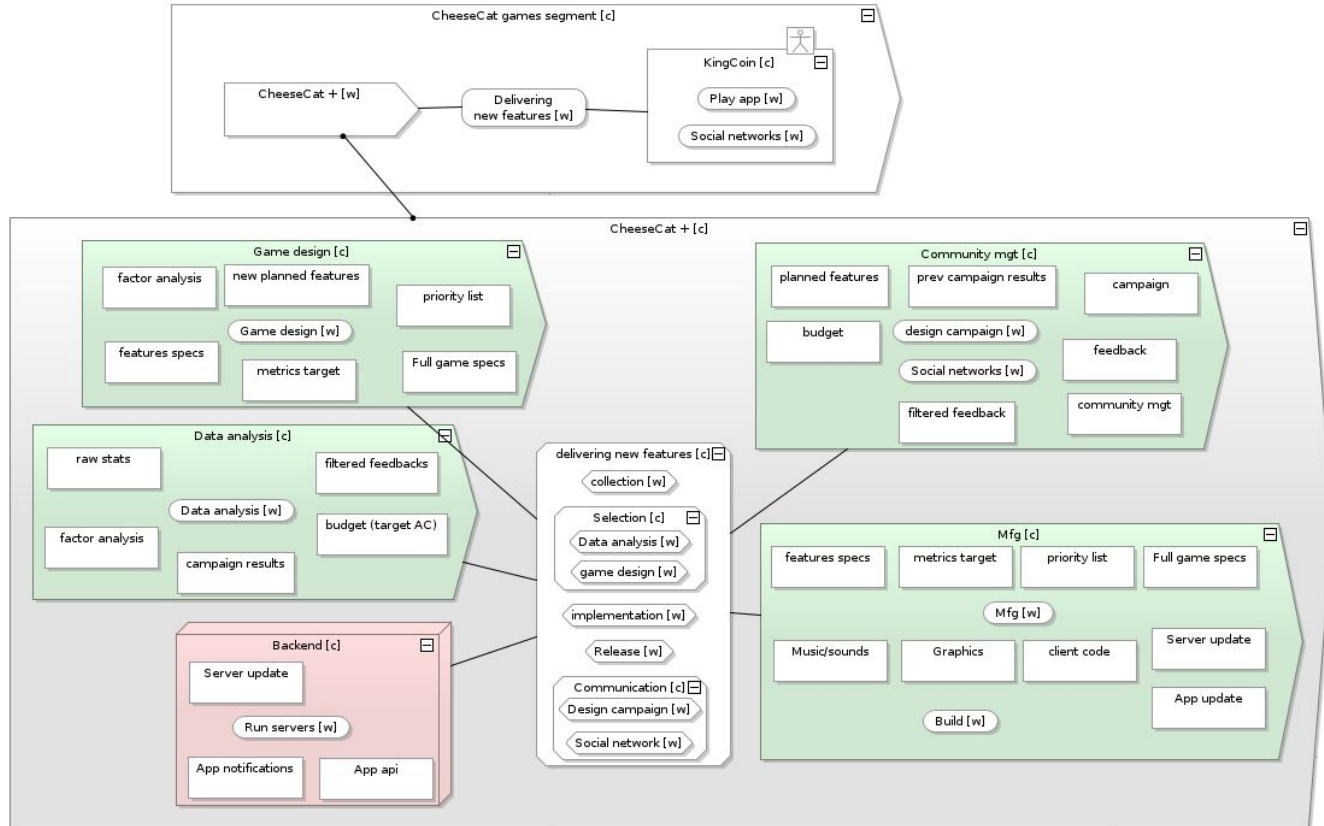 CheeseCat games segment [c]
KingCoin [c]
CheeseCat + [w]
Delivering
new features [w]
Play app [w]
Social networks [w]
CheeseCat + [c]
Game design [c]
factor analysis
new planned features
priority list
Game design [w]
features specs
metrics target
Full game specs
Community mgt [c]
planned features
prev campaign results
campaign
budget
design campaign [w]
feedback
Social networks [w]
filtered feedback
community mgt
Data analysis [c]
raw stats
filtered feedbacks
Data analysis [w]
factor analysis
budget (target AC)
campaign results
delivering new features [c]
collection [w]
Selection [c]
Data analysis [w]
game design [w]
implementation [w]
Release [w]
Communication [c]
Design campaign [w]
Social network [w]
Mfg [c]
features specs
metrics target
priority list
Full game specs
Mfg [w]
Music/sounds
Graphics
client code
Server update
App update
Build [w]
Backend [c]
Server update
Run servers [w]
App notifications
App api